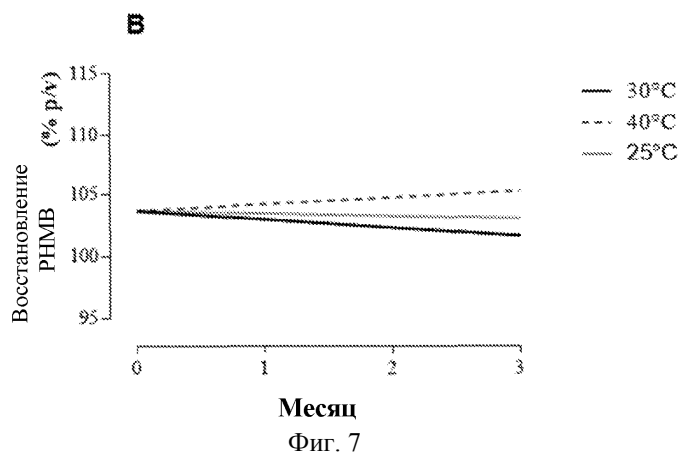 B
115
110
105
100
95
Восстановление
PHMB
(% p/v)
30°C
40°C
25°C
0 1 2 3
Месяц
Фиг. 7